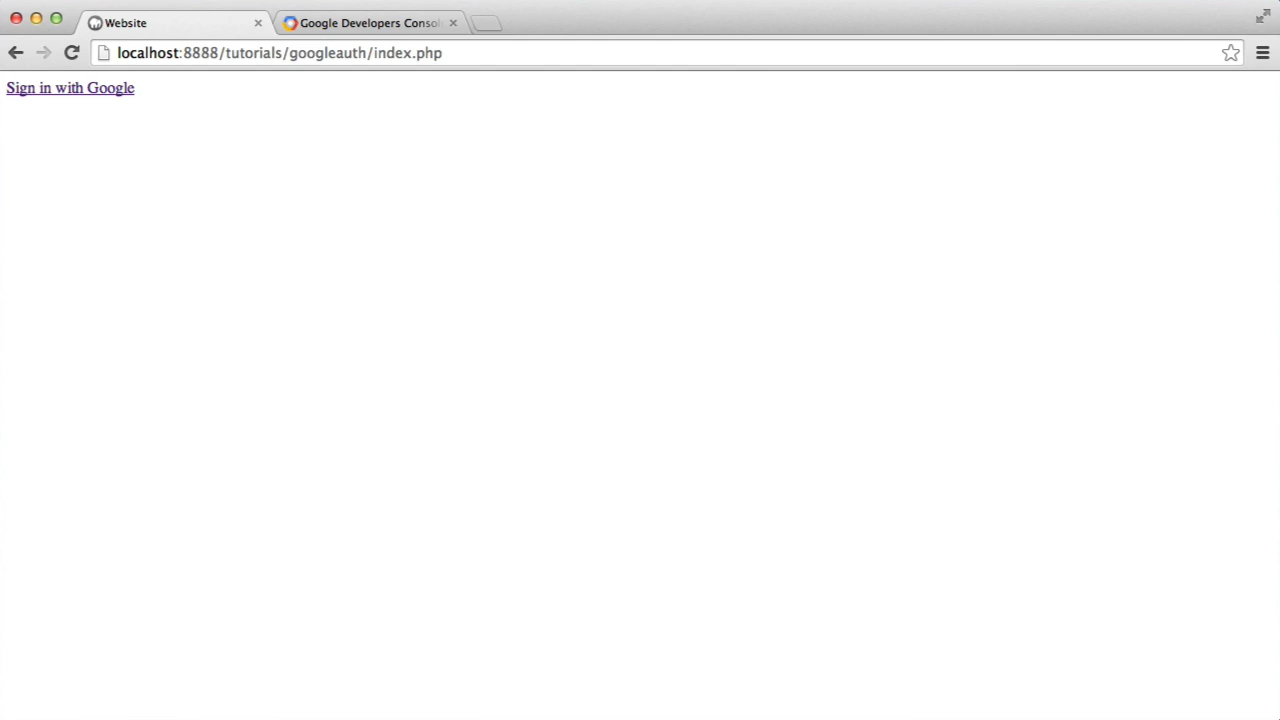 Website
Google Developers Consol
localhost:8888/tutorials/googleauth/index.php
Sign in with Google